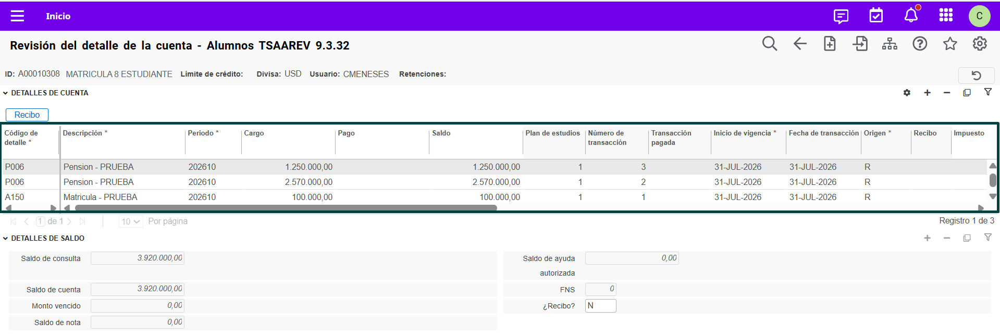 Inicio
C
Revisión del detalle de la cuenta - Alumnos TSAAREV 9.3.32
ID: A00010308 MATRICULA 8 ESTUDIANTE Límite de crédito: Divisa: USD Usuario: CMENESES Retenciones:
DETALLES DE CUENTA
Recibo
Código de detalle * Descripción * Periodo * Cargo Pago Saldo Plan de estudios Número de transacción Transacción pagada Inicio de vigencia * Fecha de transacción Origen * Recibo Impuesto
P006 Pension - PRUEBA 202610 1.250.000,00 1.250.000,00 1 3 31-JUL-2026 31-JUL-2026 R
P006 Pension - PRUEBA 202610 2.570.000,00 2.570.000,00 1 2 31-JUL-2026 31-JUL-2026 R
A150 Matricula - PRUEBA 202610 100.000,00 100.000,00 1 1 31-JUL-2026 31-JUL-2026 R
1 de 1 10 Por página Registro 1 de 3
DETALLES DE SALDO
Saldo de consulta 3.920.000,00 Saldo de ayuda autorizada 0,00
Saldo de cuenta 3.920.000,00 FNS 0
Monto vencido 0,00 ¿Recibo? N
Saldo de nota 0,00